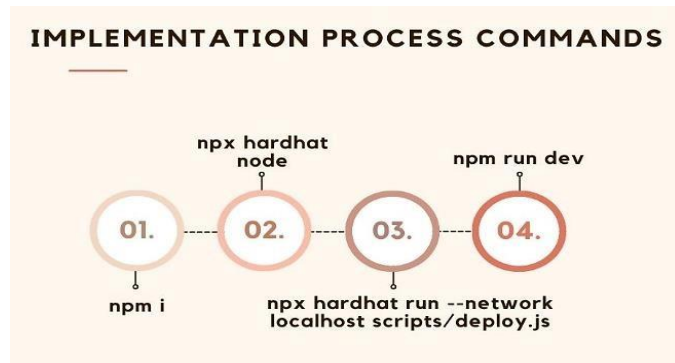 IMPLEMENTATION PROCESS COMMANDS
01.
npm i
npx hardhat
node
02.
03.
npx hardhat run --network
localhost scripts/deploy.js
npm run dev
04.